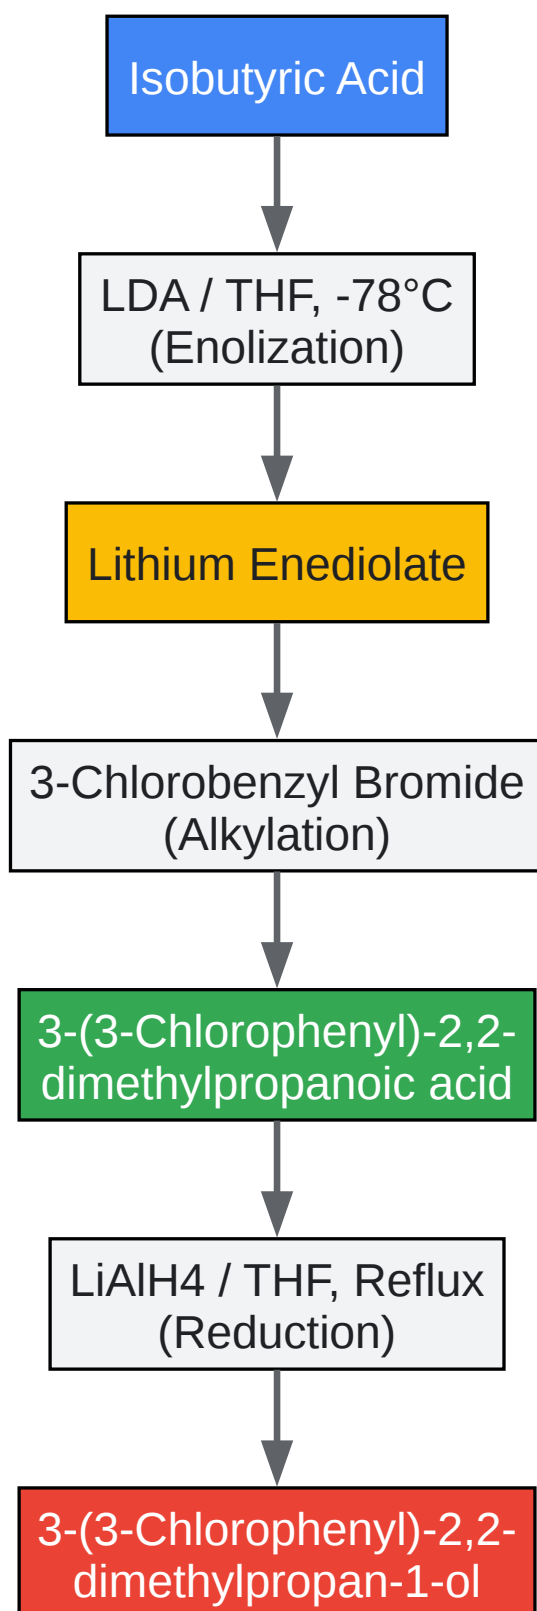 Isobutyric Acid
LDA / THF, -78°C
(Enolization)
Lithium Enediolate
3-Chlorobenzyl Bromide
(Alkylation)
3-(3-Chlorophenyl)-2,2-
dimethylpropanoic acid
LiAlH4 / THF, Reflux
(Reduction)
3-(3-Chlorophenyl)-2,2-
dimethylpropan-1-ol